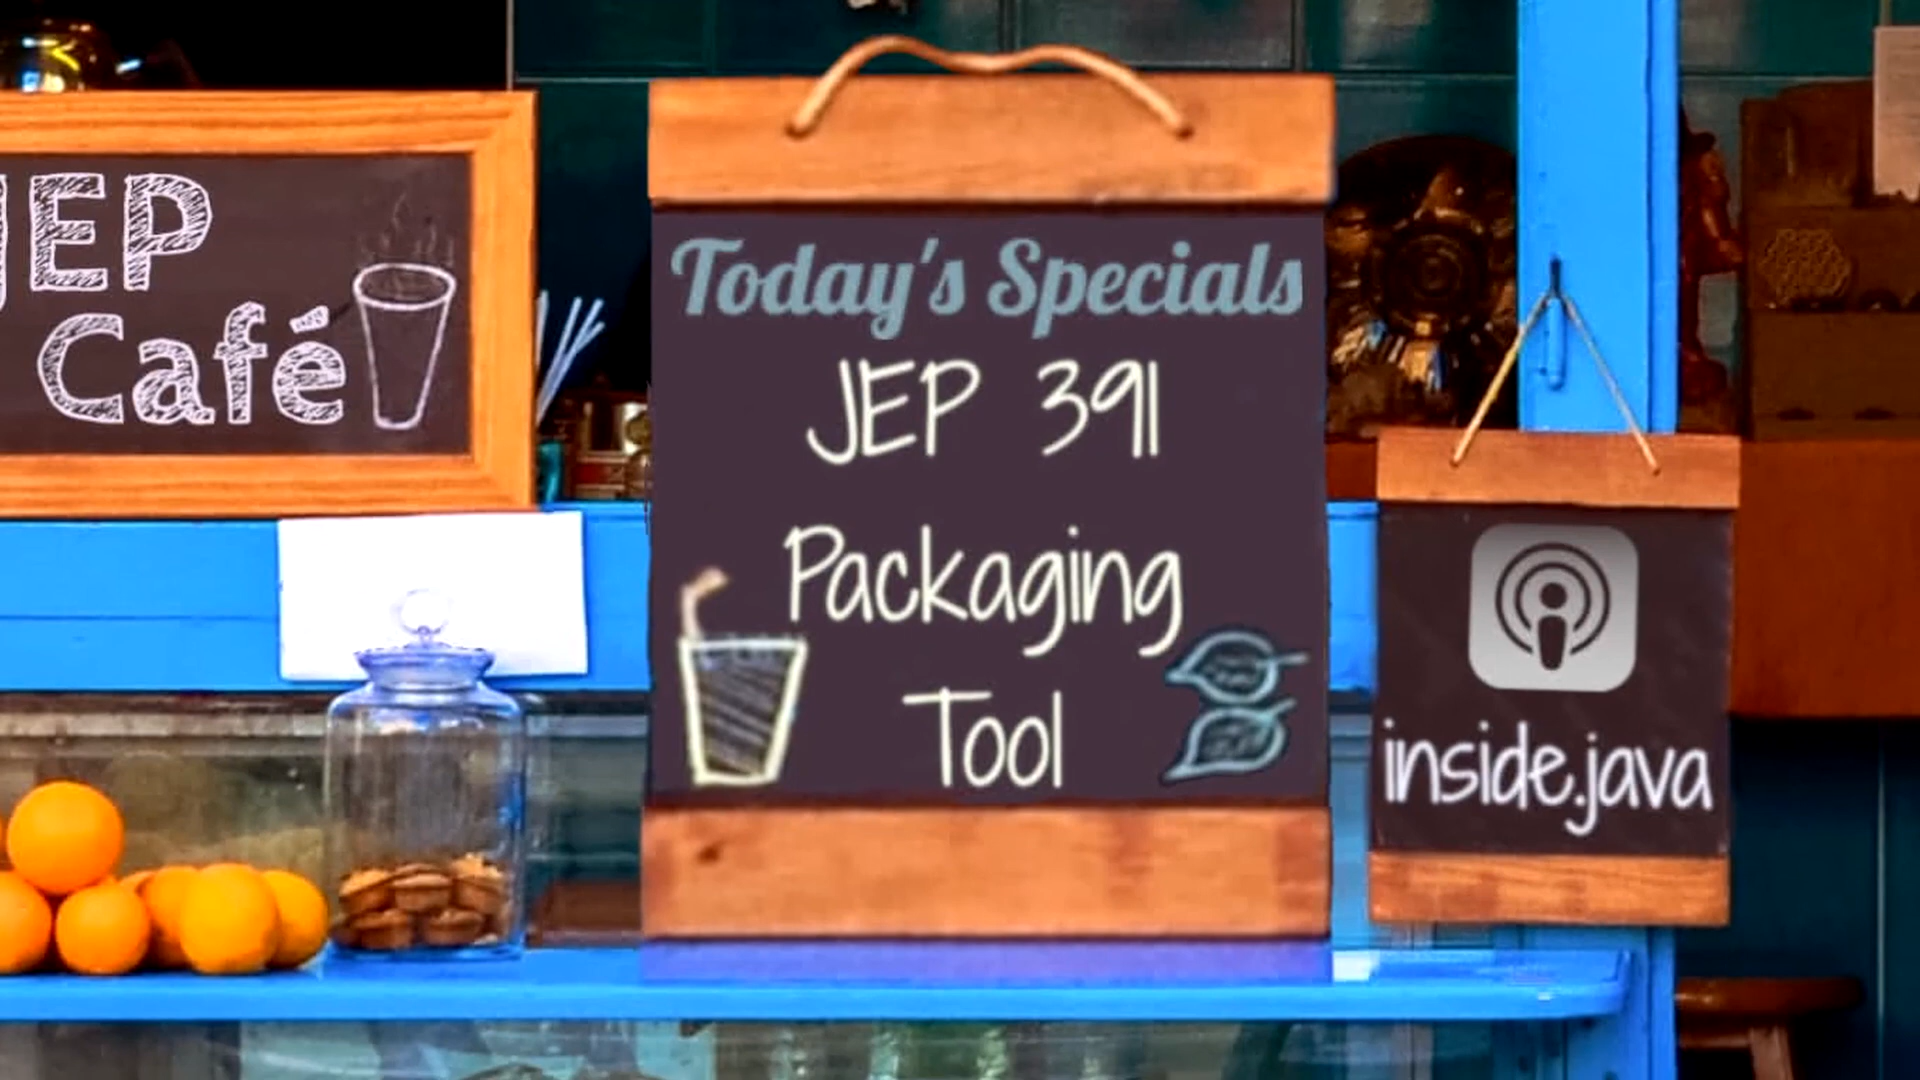 JEP
Café
Today's Specials
JEP 391
Packaging
Tool
inside.java